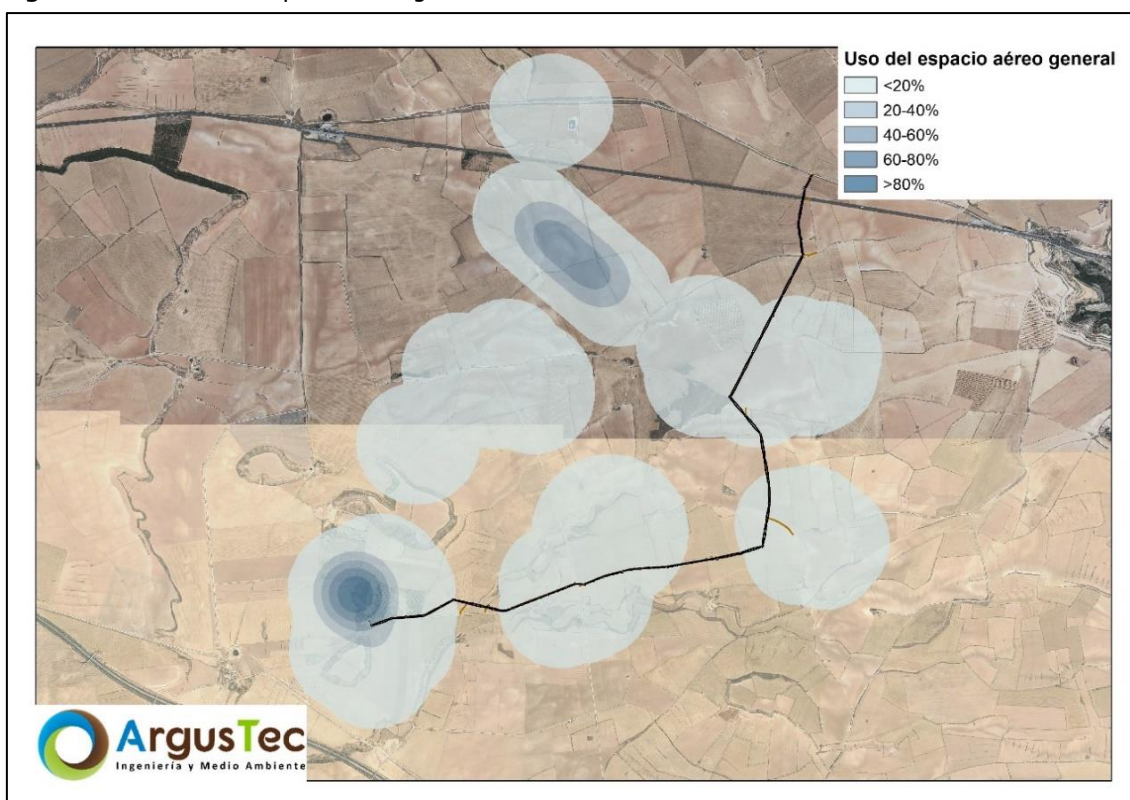 Uso del espacio aéreo general
<20%
20-40%
40-60%
60-80%
>80%
ArgusTec
Ingeniería y Medio Ambiente